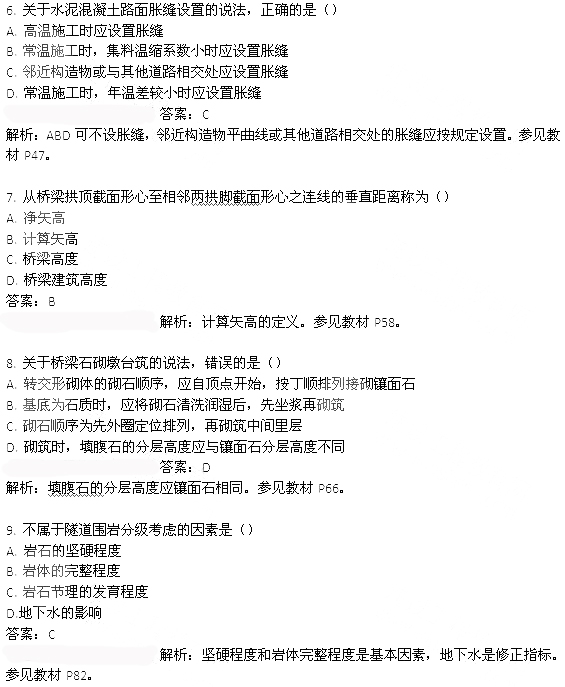 6. 关于水泥混凝土路面胀缝设置的说法，正确的是（）
A. 高温施工时应设置胀缝
B. 常温施工时，集料温缩系数小时应设置胀缝
C. 邻近构造物或与其他道路相交处应设置胀缝
D. 常温施工时，年温差较小时应设置胀缝
答案：C
解析：ABD 可不设胀缝，邻近构造物平曲线或其他道路相交处的胀缝应按规定设置。参见教
材 P47。
7. 从桥梁拱顶截面形心至相邻两拱脚截面形心之连线的垂直距离称为（）
A. 净矢高
B. 计算矢高
C. 桥梁高度
D. 桥梁建筑高度
答案：B
解析：计算矢高的定义。参见教材 P58。
8. 关于桥梁石砌墩台筑的说法，错误的是（）
A. 转交形砌体的砌石顺序，应自顶点开始，按丁顺排列接砌镶面石
B. 基底为石质时，应将砌石清洗润湿后，先坐浆再砌筑
C. 砌石顺序为先外圈定位排列，再砌筑中间里层
D. 砌筑时，填腹石的分层高度应与镶面石分层高度不同
答案：D
解析：填腹石的分层高度应镶面石相同。参见教材 P66。
9. 不属于隧道围岩分级考虑的因素是（）
A. 岩石的坚硬程度
B. 岩体的完整程度
C. 岩石节理的发育程度
D.地下水的影响
答案：C
解析：坚硬程度和岩体完整程度是基本因素，地下水是修正指标。
参见教材 P82。